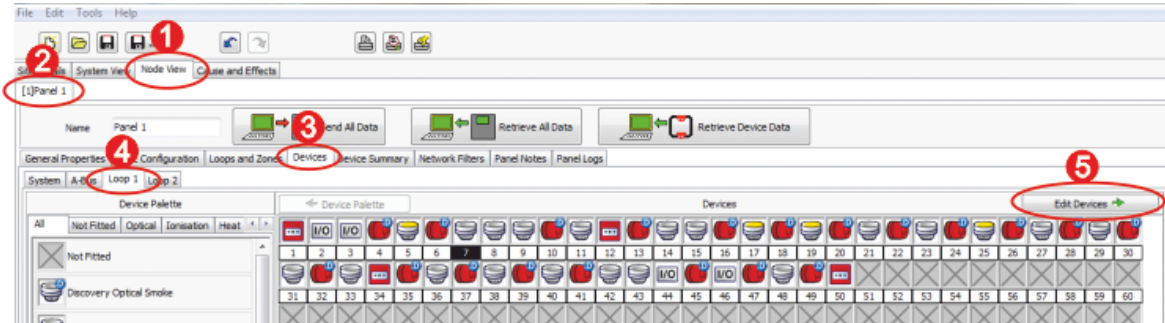 File Edit Tools Help
1
2
Node View Cause and Effects
System View
[1]Panel 1
Name Panel 1 3 Send All Data Retrieve All Data Retrieve Device Data
General Properties 4 Configuration Loops and Zones Devices Device Summary Network Filters Panel Notes Panel Logs
System A-Bus Loop 1 Loop 2 5
Device Palette Device Palette Devices Edit Devices
All Not Fitted Optical Ionisation Heat
Not Fitted
I/O I/O
1 2 3 4 5 6 7 8 9 10 11 12 13 14 15 16 17 18 19 20 21 22 23 24 25 26 27 28 29 30
Discovery Optical Smoke
I/O I/O
31 32 33 34 35 36 37 38 39 40 41 42 43 44 45 46 47 48 49 50 51 52 53 54 55 56 57 58 59 60